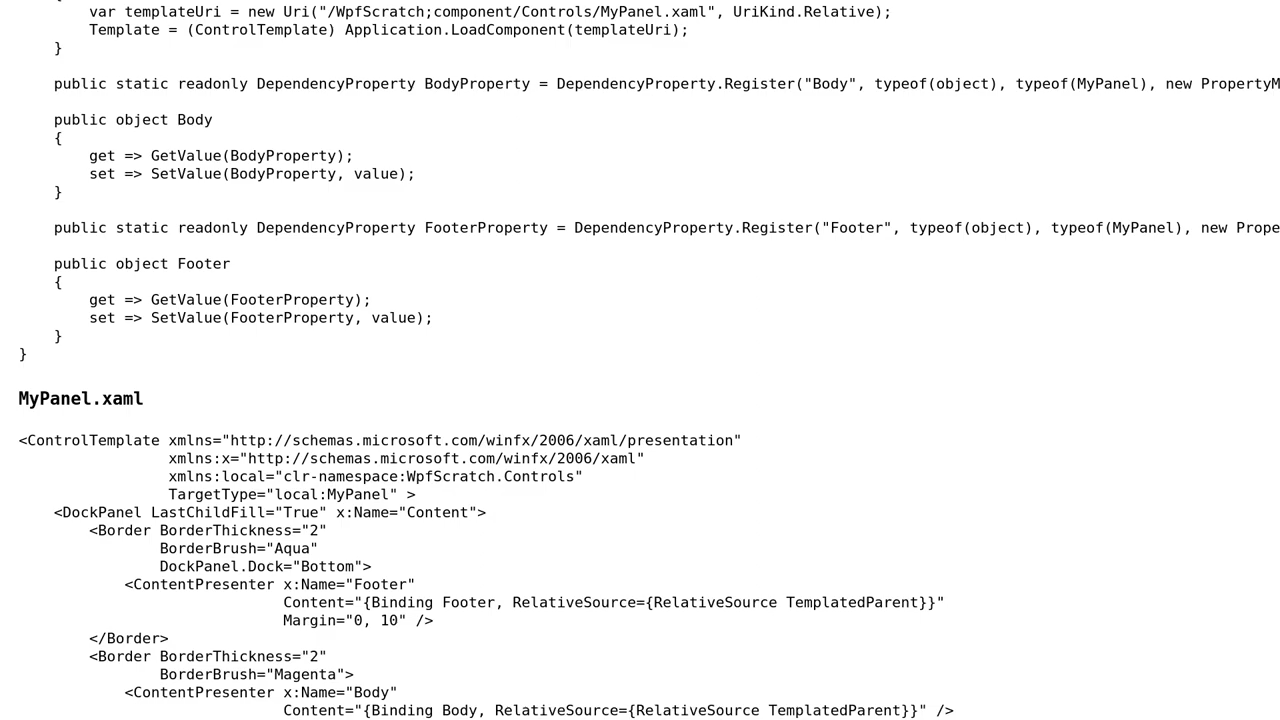 var templateUri = new Uri("/WpfScratch;component/Controls/MyPanel.xaml", UriKind.Relative);
Template = (ControlTemplate) Application.LoadComponent(templateUri);
}
public static readonly DependencyProperty BodyProperty = DependencyProperty.Register("Body", typeof(object), typeof(MyPanel), new PropertyM
public object Body
{
get => GetValue(BodyProperty);
set => SetValue(BodyProperty, value);
}
public static readonly DependencyProperty FooterProperty = DependencyProperty.Register("Footer", typeof(object), typeof(MyPanel), new Prope
public object Footer
{
get => GetValue(FooterProperty);
set => SetValue(FooterProperty, value);
}
}
MyPanel.xaml
<ControlTemplate xmlns="http://schemas.microsoft.com/winfx/2006/xaml/presentation"
xmlns:x="http://schemas.microsoft.com/winfx/2006/xaml"
xmlns:local="clr-namespace:WpfScratch.Controls"
TargetType="local:MyPanel" >
<DockPanel LastChildFill="True" x:Name="Content">
<Border BorderThickness="2"
BorderBrush="Aqua"
DockPanel.Dock="Bottom">
<ContentPresenter x:Name="Footer"
Content="{Binding Footer, RelativeSource={RelativeSource TemplatedParent}}"
Margin="0, 10" />
</Border>
<Border BorderThickness="2"
BorderBrush="Magenta">
<ContentPresenter x:Name="Body"
Content="{Binding Body, RelativeSource={RelativeSource TemplatedParent}}" />